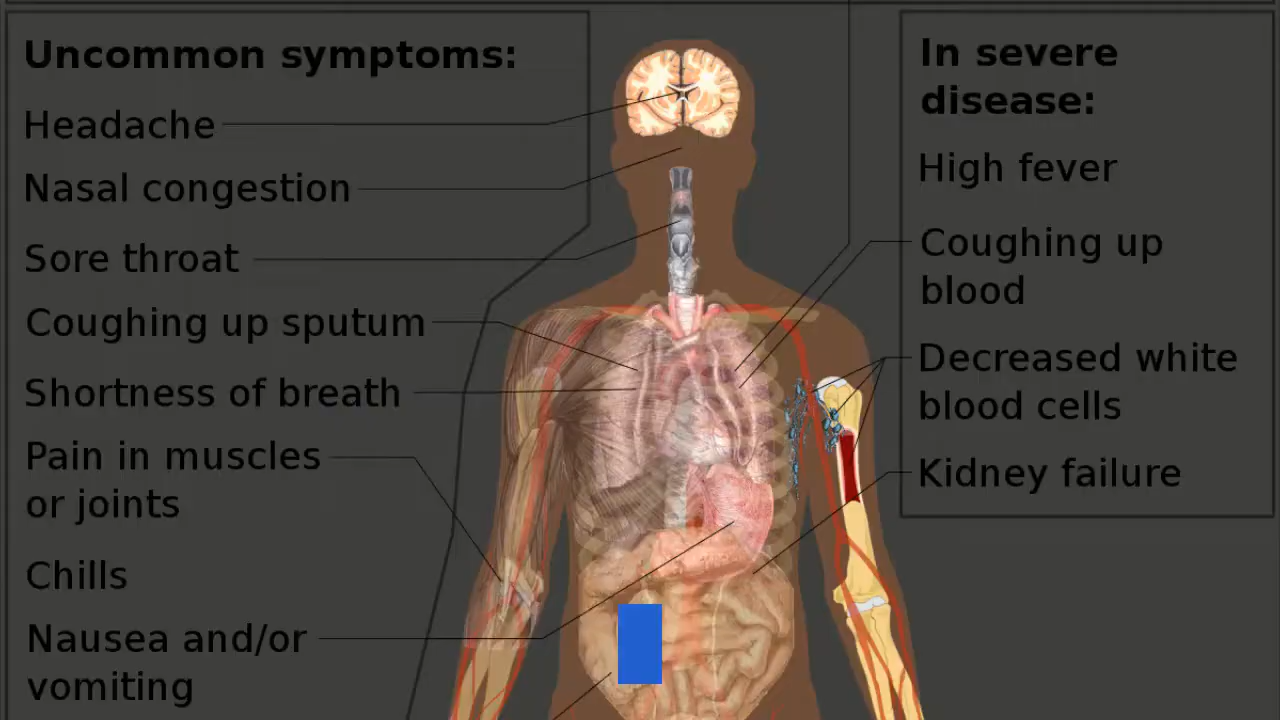 Uncommon symptoms:
Headache
Nasal congestion
Sore throat
Coughing up sputum
Shortness of breath
Pain in muscles
or joints
Chills
Nausea and/or
vomiting
In severe
disease:
High fever
Coughing up
blood
Decreased white
blood cells
Kidney failure